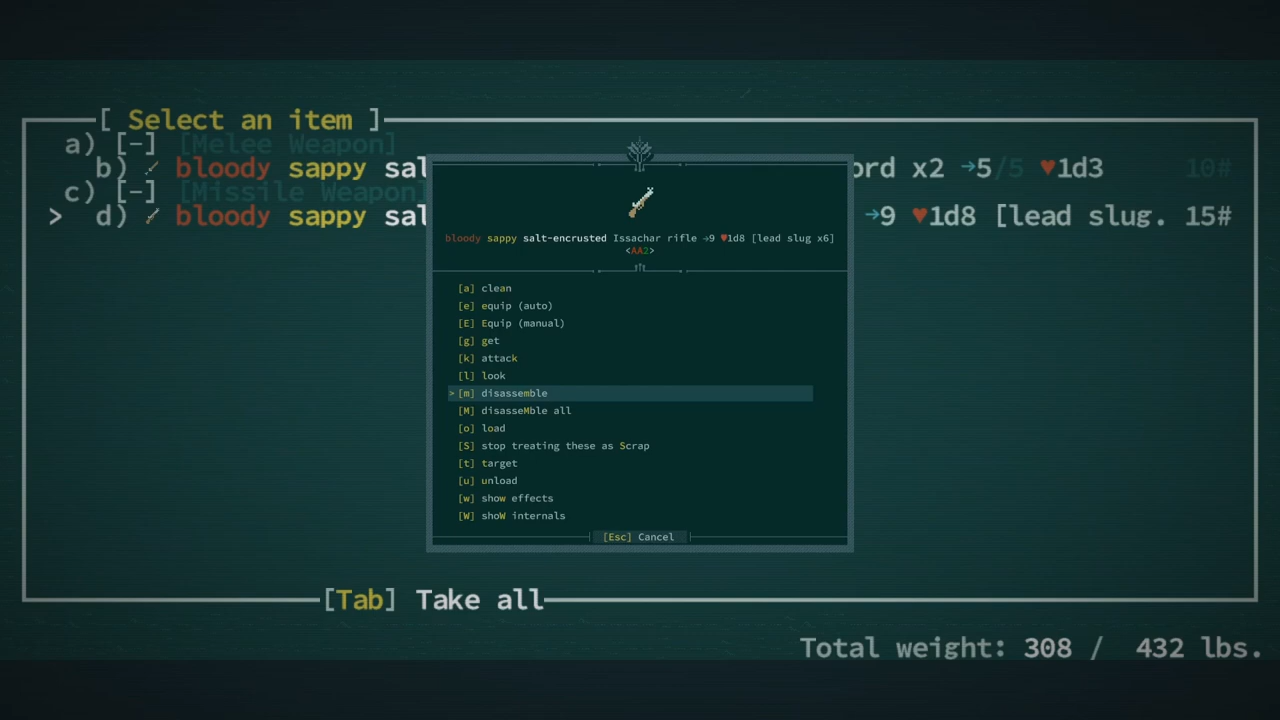 [ Select an item ]
a) [-] [Melee Weapon]
b) bloody sappy sal ord x2 →5/5 ♥1d3 10#
c) [-] [Missile Weapon]
> d) bloody sappy sal →9 ♥1d8 [lead slug. 15#
bloody sappy salt-encrusted Issachar rifle →9 ♥1d8 [lead slug x6]
<AA2>
[a] clean
[e] equip (auto)
[E] Equip (manual)
[g] get
[k] attack
[l] look
>[m] disassemble
[M] disasseMble all
[o] load
[S] stop treating these as Scrap
[t] target
[u] unload
[w] show effects
[W] shoW internals
[Esc] Cancel
[Tab] Take all
Total weight: 308 / 432 lbs.